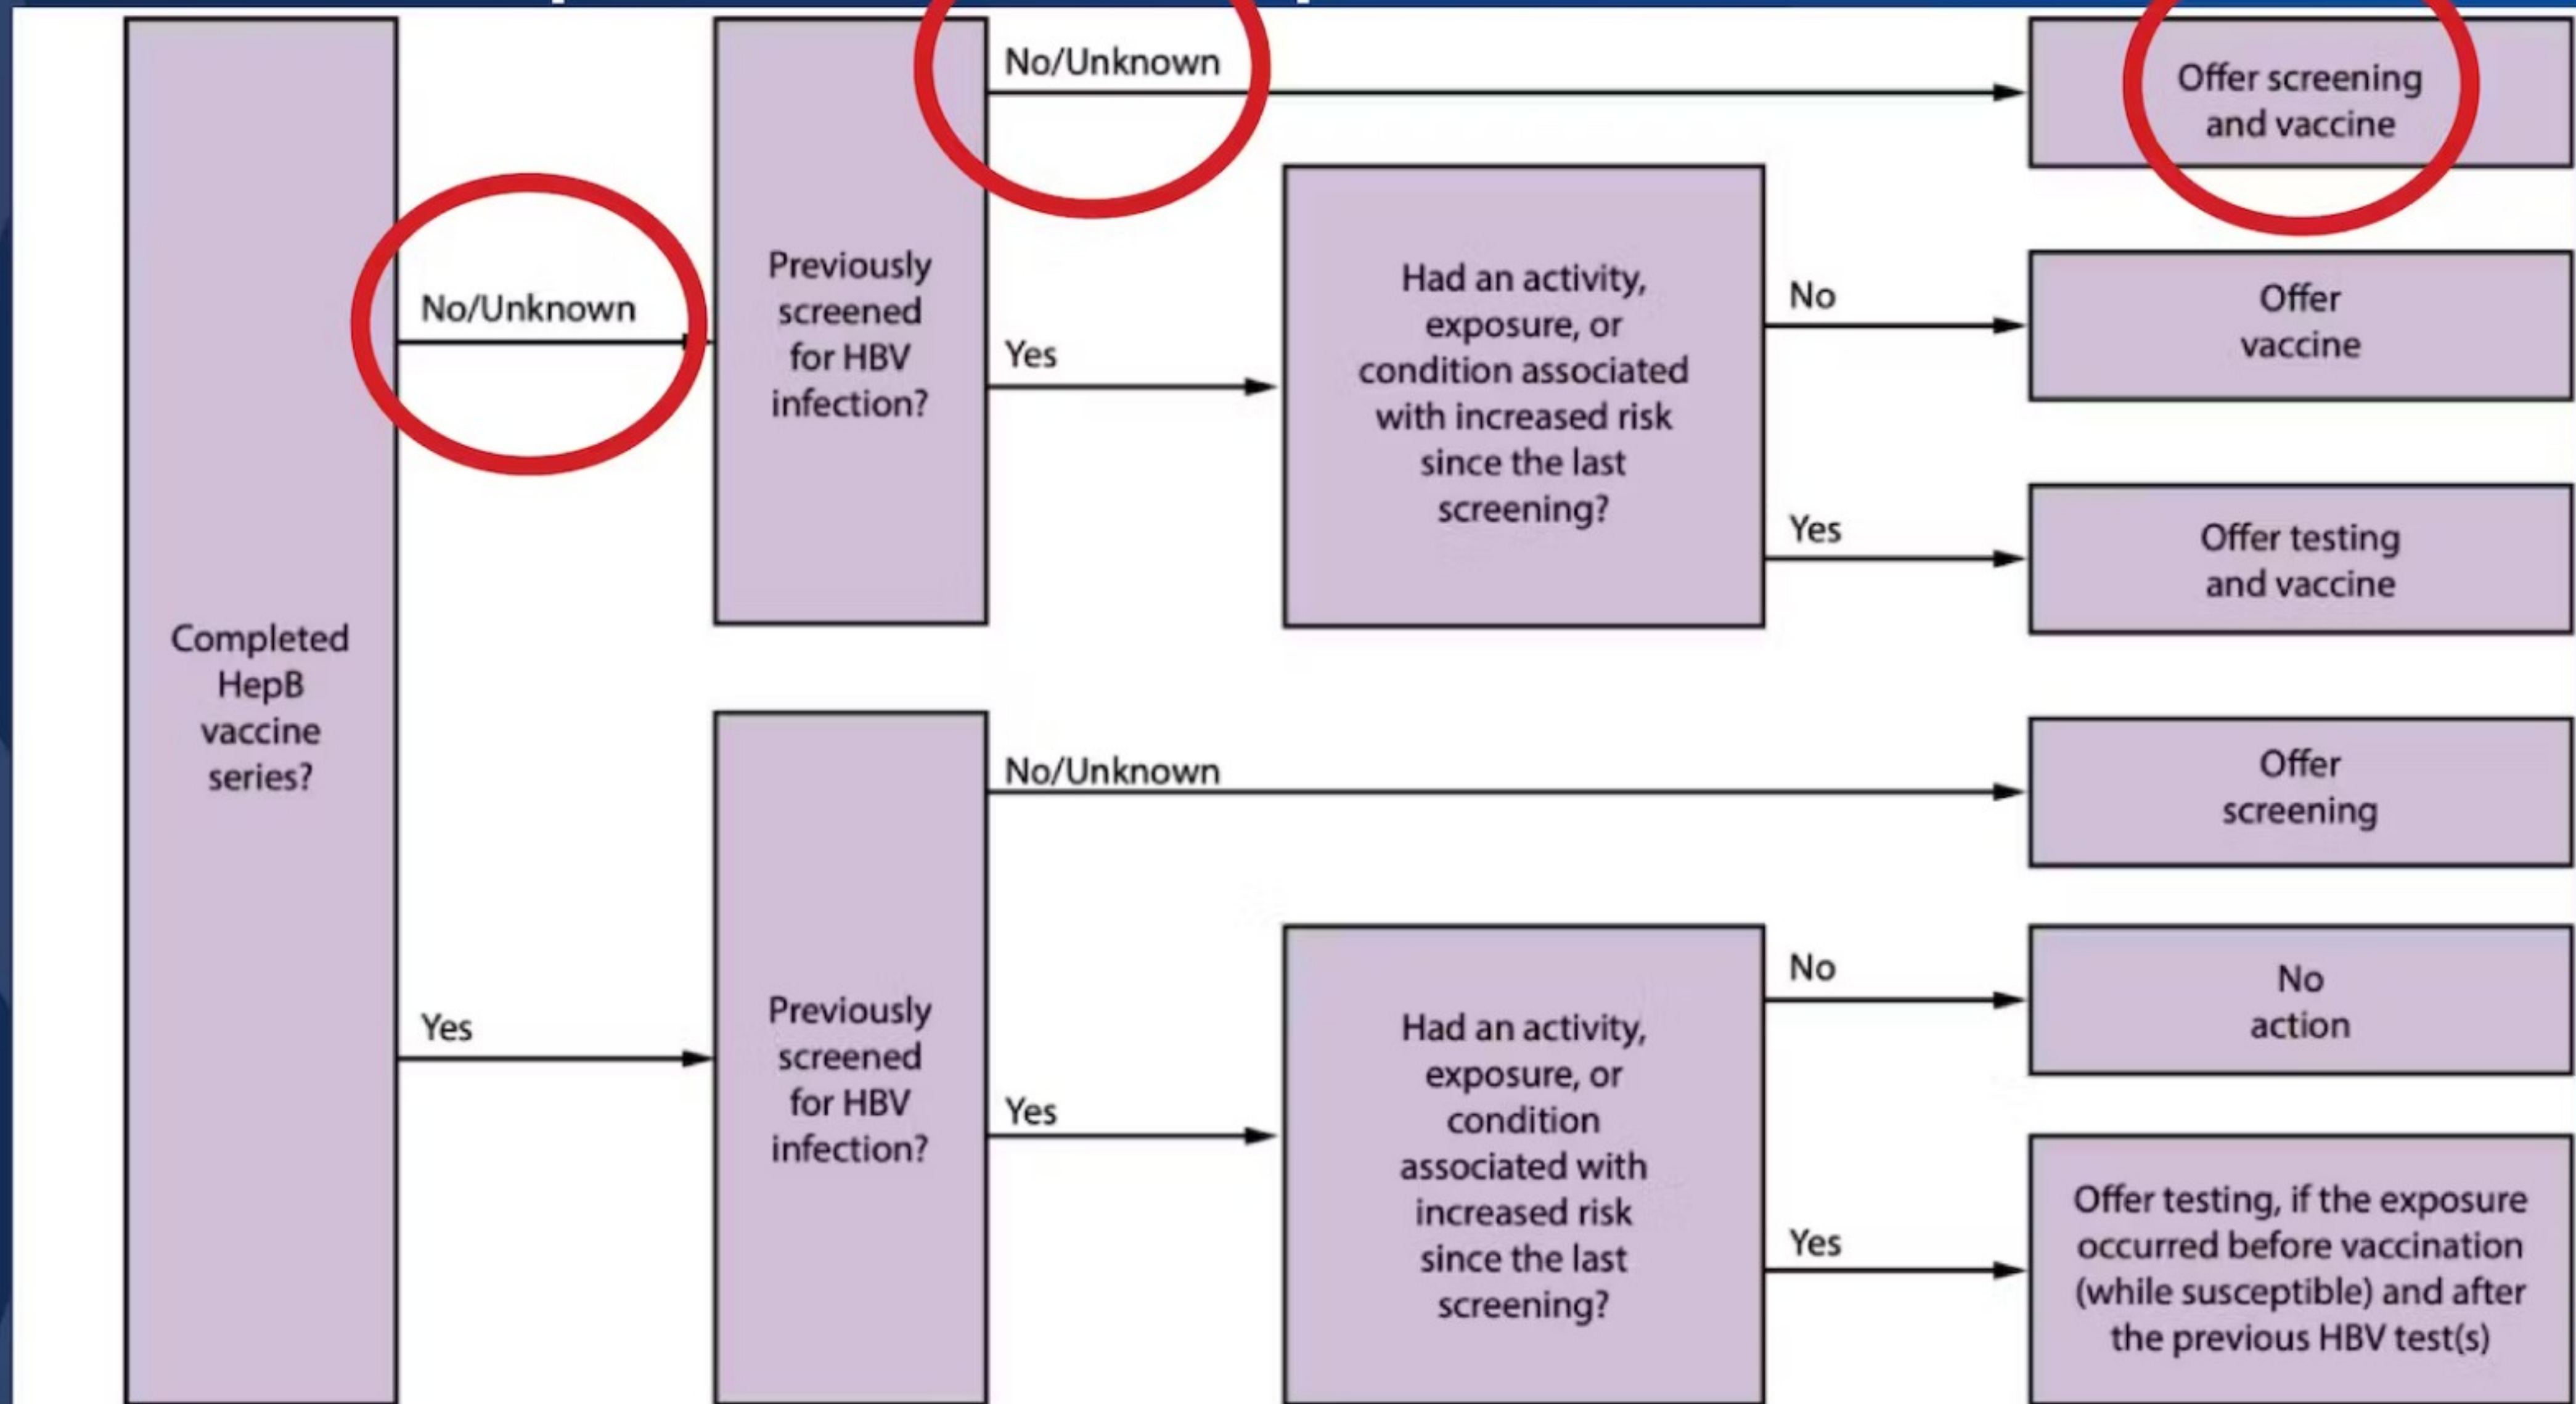 Completed
HepB
vaccine
series?
No/Unknown
Yes
Previously
screened
for HBV
infection?
No/Unknown
Yes
Had an activity,
exposure, or
condition associated
with increased risk
since the last
screening?
No
Yes
Offer screening
and vaccine
Offer
vaccine
Offer testing
and vaccine
Previously
screened
for HBV
infection?
No/Unknown
Yes
Had an activity,
exposure, or
condition
associated with
increased risk
since the last
screening?
No
Yes
Offer
screening
No
action
Offer testing, if the exposure
occurred before vaccination
(while susceptible) and after
the previous HBV test(s)